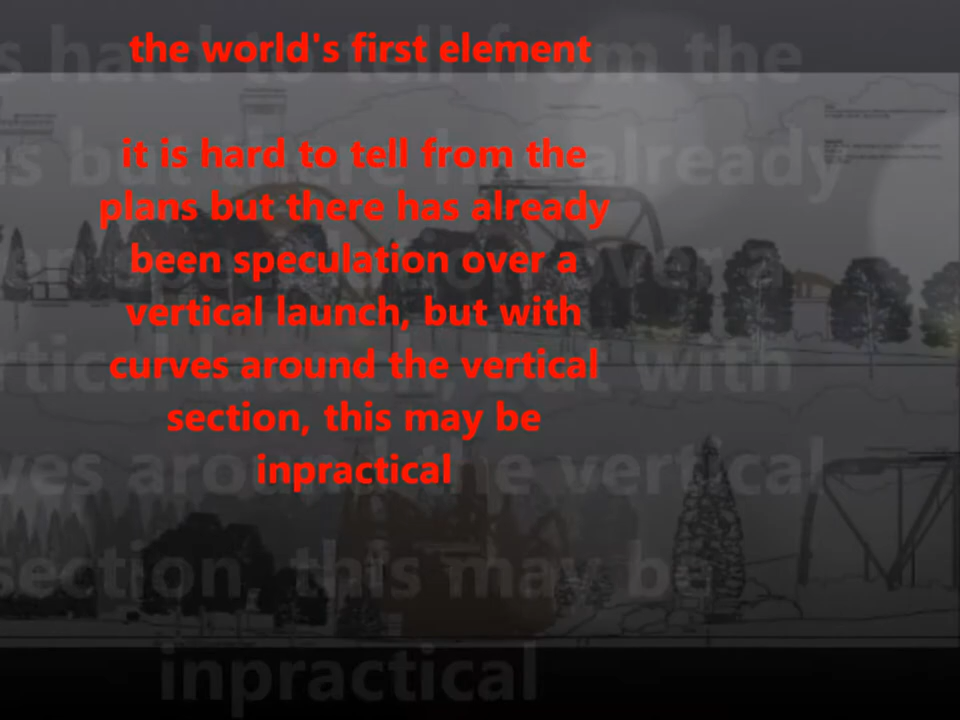 the world's first element
it is hard to tell from the
plans but there has already
been speculation over a
vertical launch, but with
curves around the vertical
section, this may be
inpractical